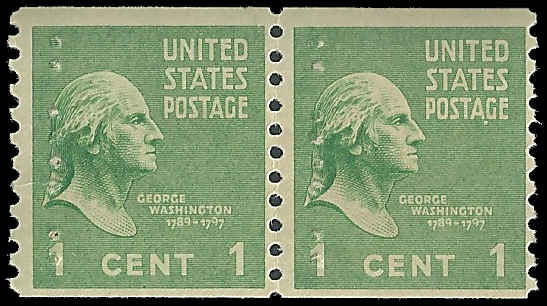 UNITED
STATES
POSTAGE
GEORGE
WASHINGTON
1789-1797
1 CENT 1
UNITED
STATES
POSTAGE
GEORGE
WASHINGTON
1789-1797
1 CENT 1